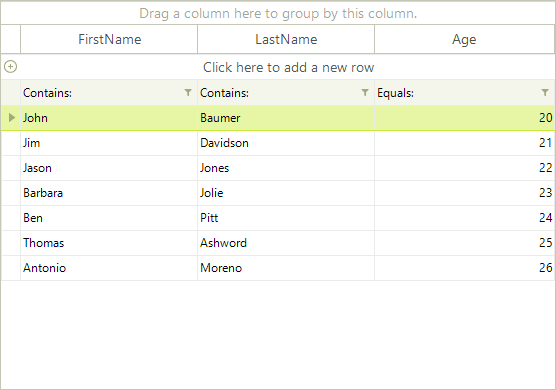 Drag a column here to group by this column.
FirstName LastName Age
Click here to add a new row
Contains: Contains: Equals:
John Baumer 20
Jim Davidson 21
Jason Jones 22
Barbara Jolie 23
Ben Pitt 24
Thomas Ashword 25
Antonio Moreno 26